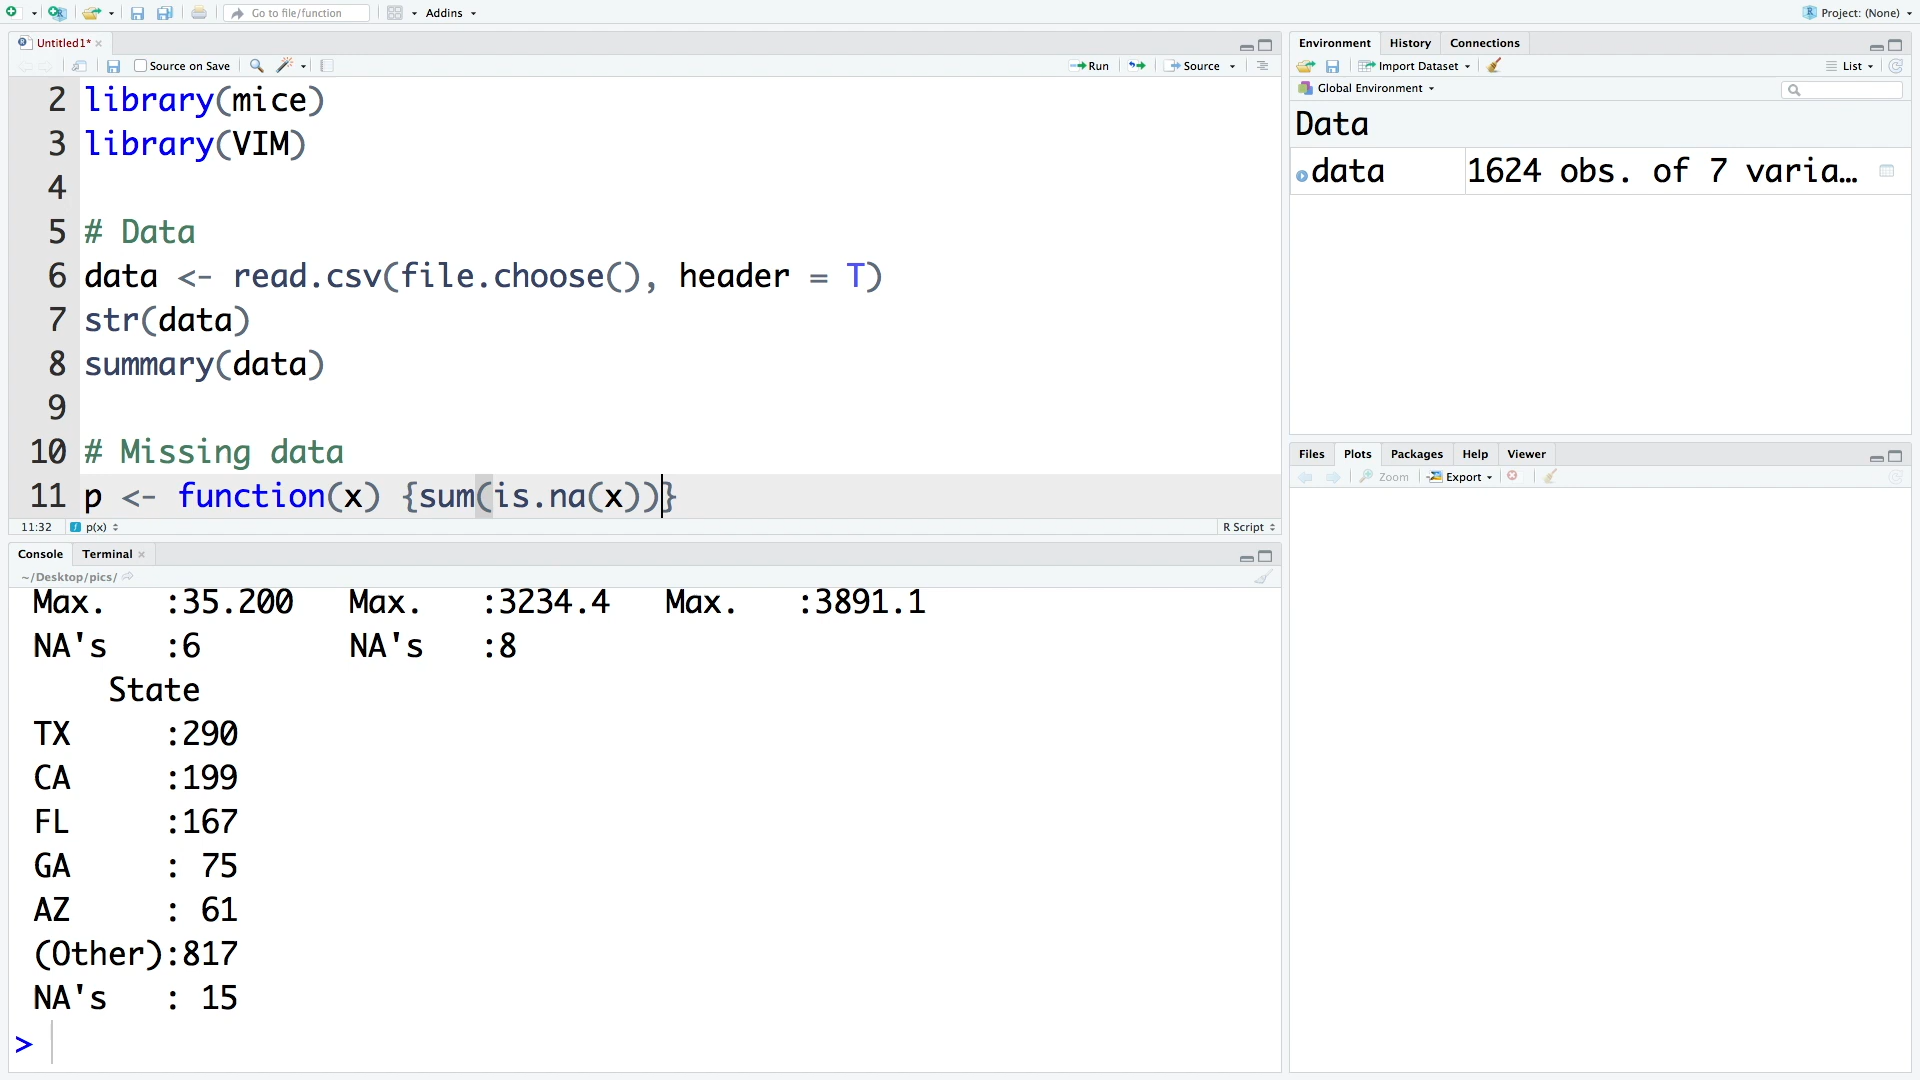 Go to file/function
Addins
Project: (None)
Untitled1*
Source on Save
Run
Source
2 library(mice)
3 library(VIM)
4
5 # Data
6 data <- read.csv(file.choose(), header = T)
7 str(data)
8 summary(data)
9
10 # Missing data
11 p <- function(x) {sum(is.na(x))}
11:32 p(x) R Script
Console Terminal
~/Desktop/pics/
Max. :35.200 Max. :3234.4 Max. :3891.1
NA's :6 NA's :8
State
TX :290
CA :199
FL :167
GA : 75
AZ : 61
(Other):817
NA's : 15
>
Environment History Connections
Import Dataset List
Global Environment
Data
data 1624 obs. of 7 varia…
Files Plots Packages Help Viewer
Zoom Export